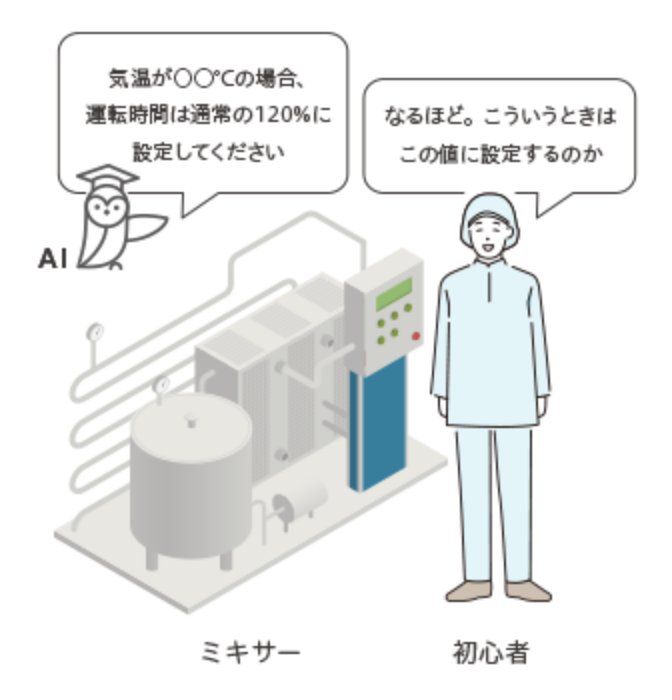 気温が〇〇℃の場合、
運転時間は通常の120%に
設定してください
なるほど。こういうときは
この値に設定するのか
AI
ミキサー
初心者